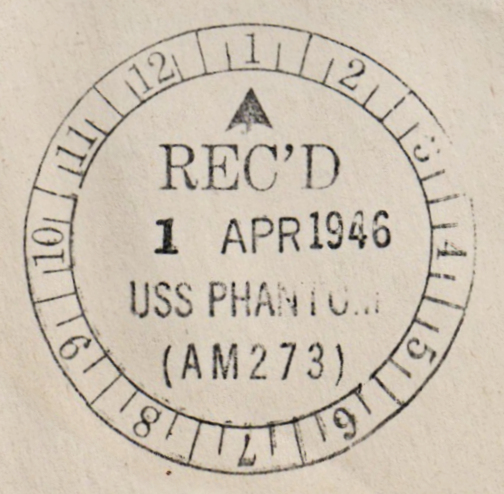 12 1 2 3 4 5 6 7 8 9 10 11
REC'D
1 APR 1946
USS PHANTOM
(AM273)